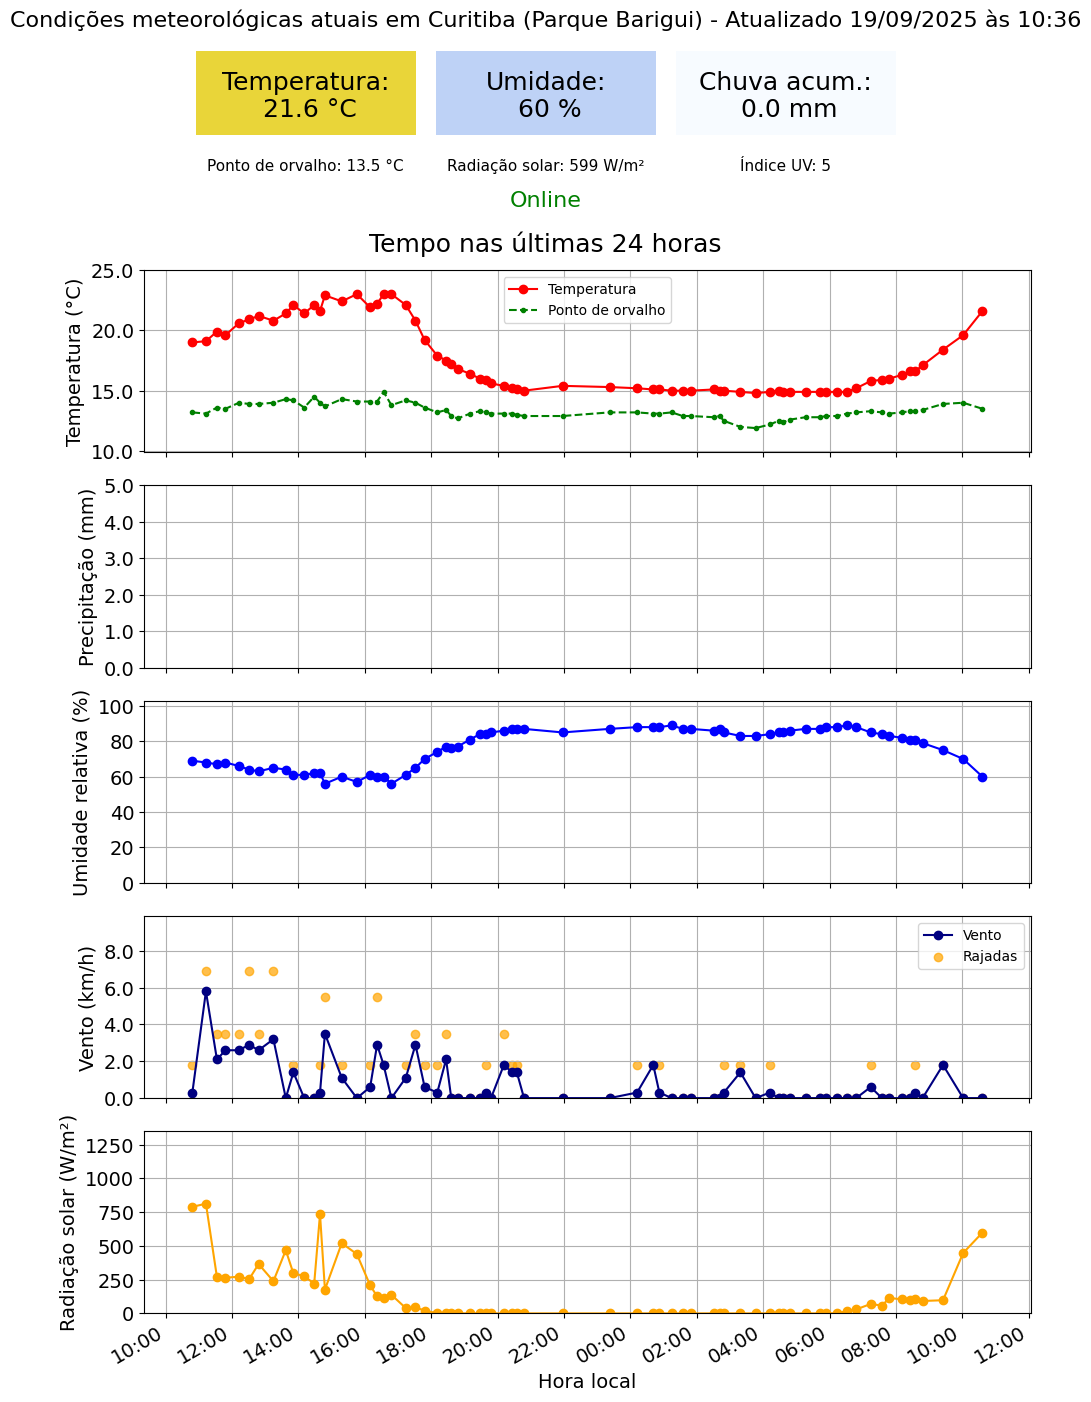 Condições meteorológicas atuais em Curitiba (Parque Barigui) - Atualizado 19/09/2025 às 10:36
Temperatura:
21.6 °C
Umidade:
60 %
Chuva acum.:
0.0 mm
Ponto de orvalho: 13.5 °C
Radiação solar: 599 W/m²
Índice UV: 5
Online
Tempo nas últimas 24 horas
Temperatura (°C)
25.0
20.0
15.0
10.0
Temperatura
Ponto de orvalho
Precipitação (mm)
5.0
4.0
3.0
2.0
1.0
0.0
Umidade relativa (%)
100
80
60
40
20
0
Vento (km/h)
8.0
6.0
4.0
2.0
0.0
Vento
Rajadas
Radiação solar (W/m²)
1250
1000
750
500
250
0
10:00
12:00
14:00
16:00
18:00
20:00
22:00
00:00
02:00
04:00
06:00
08:00
10:00
12:00
Hora local